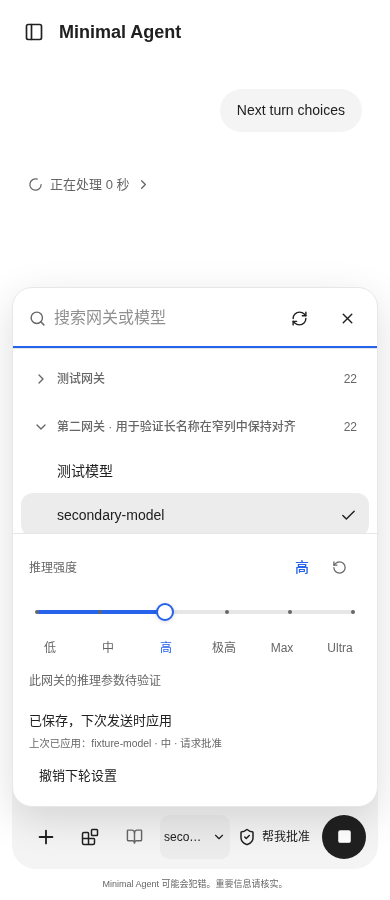 Minimal Agent
Next turn choices
正在处理 0 秒
搜索网关或模型
测试网关 22
第二网关 · 用于验证长名称在窄列中保持对齐 22
测试模型
secondary-model
推理强度 高
低 中 高 极高 Max Ultra
此网关的推理参数待验证
已保存，下次发送时应用
上次已应用：fixture-model · 中 · 请求批准
撤销下轮设置
seco... 帮我批准
Minimal Agent 可能会犯错。重要信息请核实。